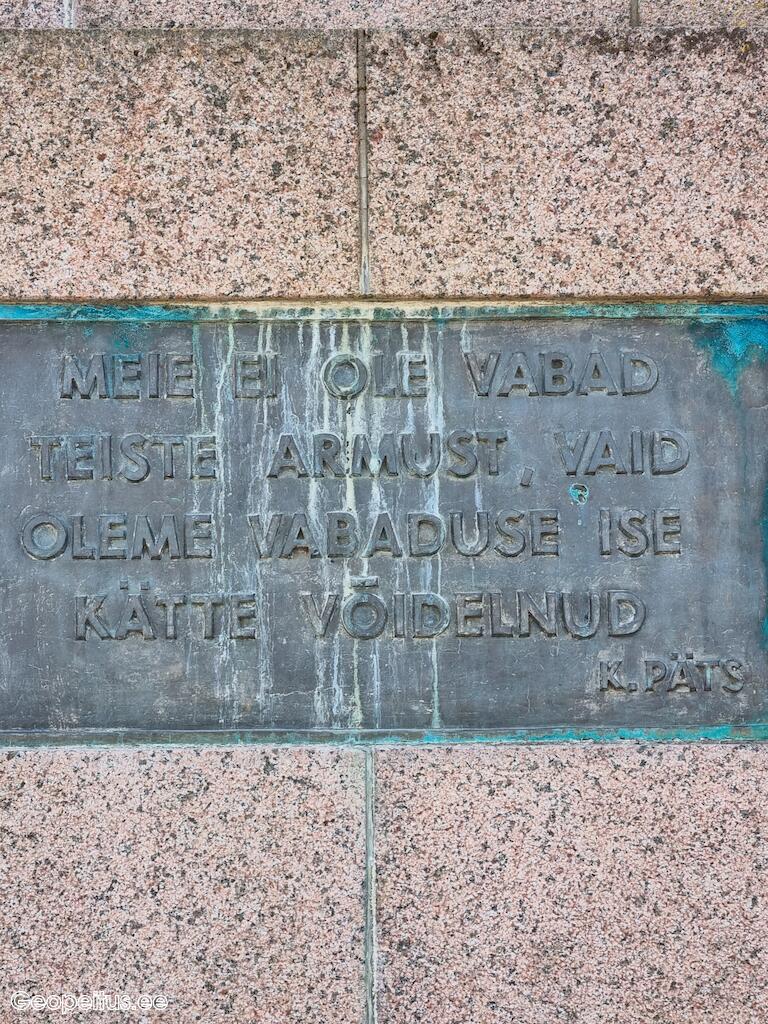 MEIE EI OLE VABAD
TEISTE ARMUST, VAID
OLEME VABADUSE ISE
KÄTTE VÕIDELNUD
K. PÄTS
Geopeitus.ee